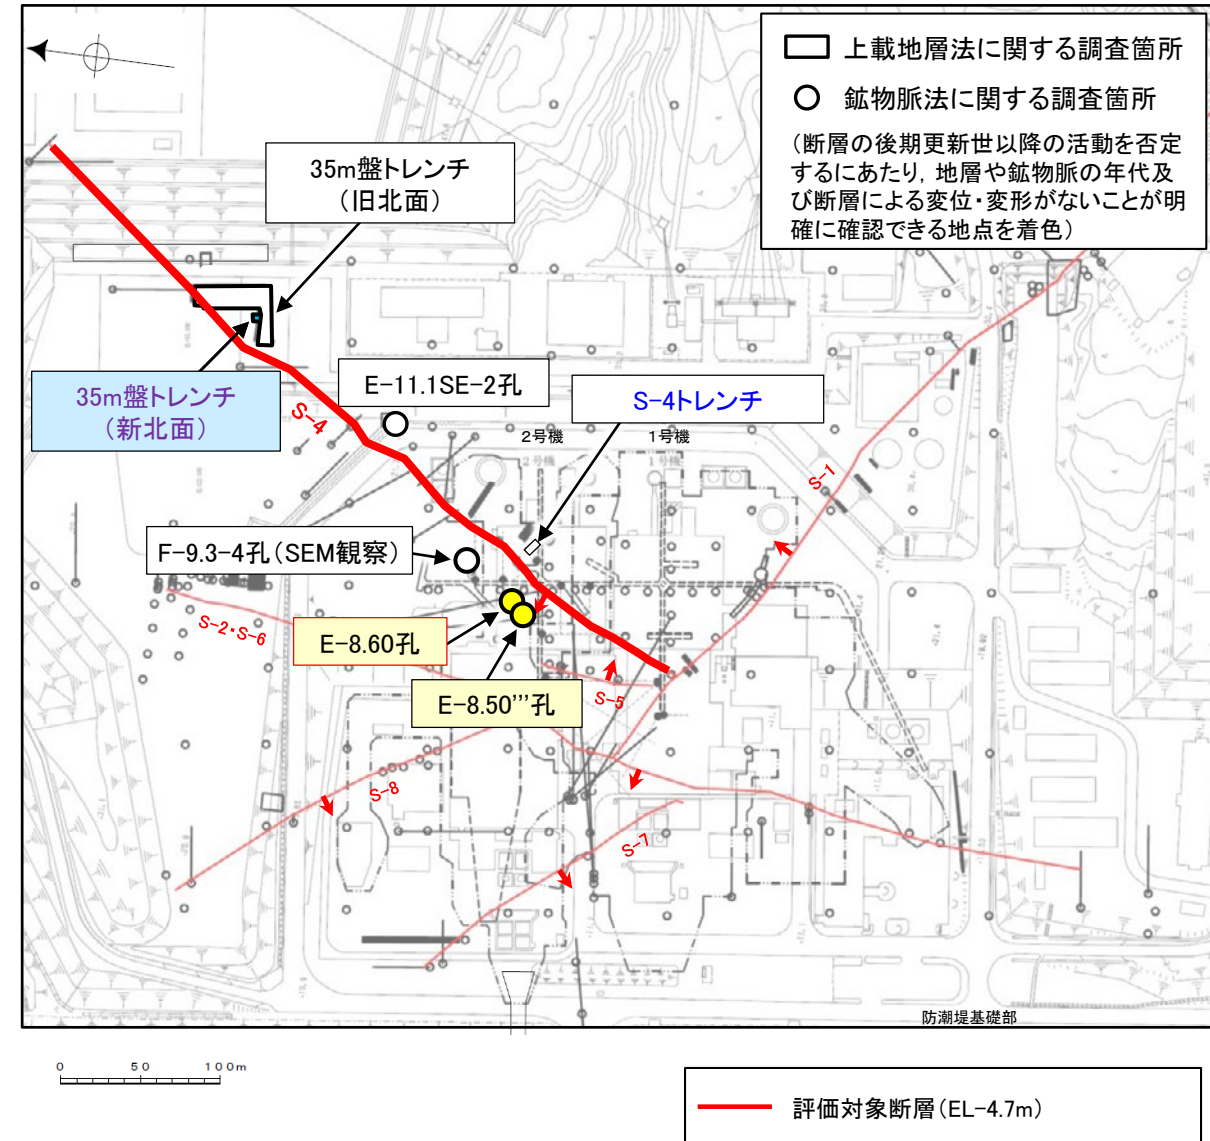 上載地層法に関する調査箇所
鉱物脈法に関する調査箇所
(断層の後期更新世以降の活動を否定
するにあたり，地層や鉱物脈の年代及
び断層による変位・変形がないことが明
確に確認できる地点を着色)
35m盤トレンチ
(旧北面)
35m盤トレンチ
(新北面)
E-11.1SE-2孔
S-4トレンチ
S-4
2号機
1号機
2号機
1号機
S-1
F-9.3-4孔(SEM観察)
S-2・S-6
E-8.60孔
E-8.50'''孔
S-5
S-8
S-7
防潮堤基礎部
0 50 100m
評価対象断層(EL-4.7m)